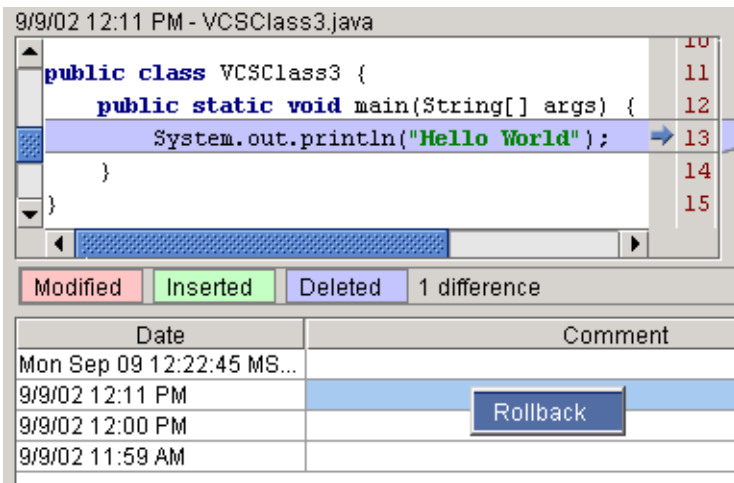 9/9/02 12:11 PM - VCSClass3.java
10
public class VCSClass3 { 11
public static void main(String[] args) { 12
System.out.println("Hello World"); 13
} 14
} 15
Modified Inserted Deleted 1 difference
Date Comment
Mon Sep 09 12:22:45 MS...
9/9/02 12:11 PM
Rollback
9/9/02 12:00 PM
9/9/02 11:59 AM